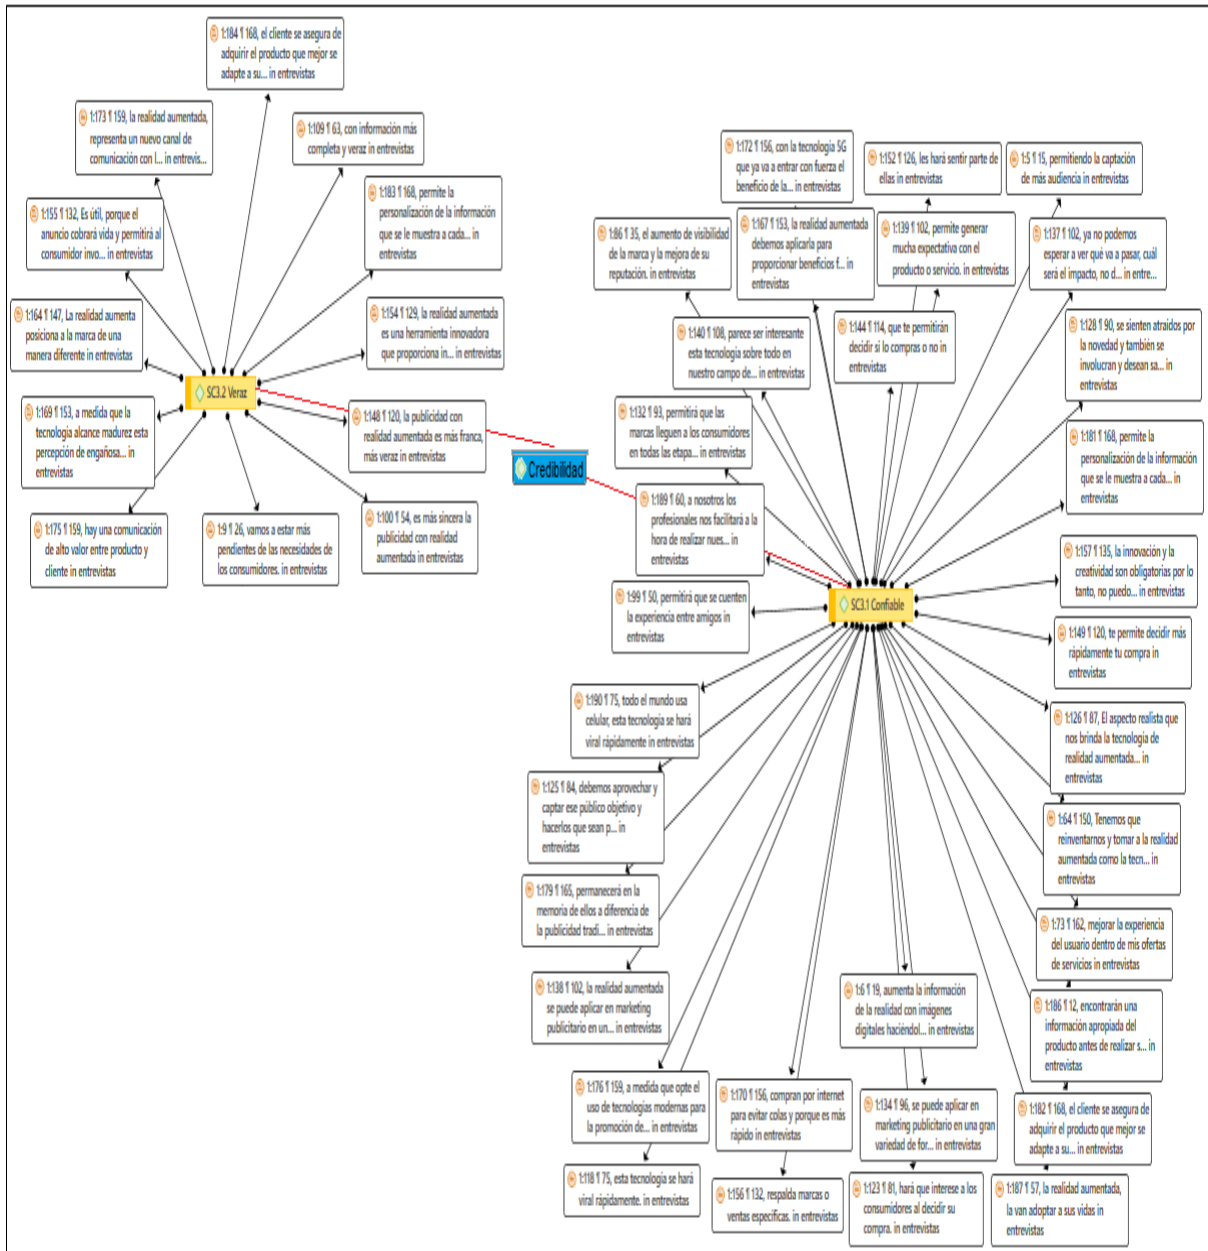 1:184 ¶ 168, el cliente se asegura de
adquirir el producto que mejor se
adapte a su... in entrevistas
1:173 ¶ 159, la realidad aumentada,
representa un nuevo canal de
comunicación con l... in entrevis...
1:109 ¶ 63, con información más
completa y veraz in entrevistas
1:183 ¶ 168, permite la
personalización de la información
que se le muestra a cada... in
entrevistas
1:155 ¶ 132, Es útil, porque el
anuncio cobrará vida y permitirá al
consumidor invo... in entrevistas
1:164 ¶ 147, La realidad aumenta
posiciona a la marca de una
manera diferente in entrevistas
1:154 ¶ 129, la realidad aumentada
es una herramienta innovadora
que proporciona in... in entrevistas
SC3.2 Veraz
1:169 ¶ 153, a medida que la
tecnología alcance madurez esta
percepción de engañosa... in
entrevistas
1:148 ¶ 120, la publicidad con
realidad aumentada es más franca,
más veraz in entrevistas
1:175 ¶ 159, hay una comunicación
de alto valor entre producto y
cliente in entrevistas
1:9 ¶ 26, vamos a estar más
pendientes de las necesidades de
los consumidores. in entrevistas
1:100 ¶ 54, es más sincera la
publicidad con realidad
aumentada in entrevistas
Credibilidad
1:172 ¶ 156, con la tecnología 5G
que ya va a entrar con fuerza el
beneficio de la... in entrevistas
1:152 ¶ 126, les hará sentir parte de
ellas in entrevistas
1:5 ¶ 15, permitiendo la captación
de más audiencia in entrevistas
1:86 ¶ 35, el aumento de visibilidad
de la marca y la mejora de su
reputación. in entrevistas
1:167 ¶ 153, la realidad aumentada
debemos aplicarla para
proporcionar beneficios f... in
entrevistas
1:139 ¶ 102, permite generar
mucha expectativa con el
producto o servicio. in entrevistas
1:137 ¶ 102, ya no podemos
esperar a ver qué va a pasar, cuál
será el impacto, no d... in entre...
1:140 ¶ 108, parece ser interesante
esta tecnología sobre todo en
nuestro campo de... in entrevistas
1:144 ¶ 114, que te permitirán
decidir si lo compras o no in
entrevistas
1:128 ¶ 90, se sienten atraídos por
la novedad y también se
involucran y desean sa... in
entrevistas
1:132 ¶ 93, permitirá que las
marcas lleguen a los consumidores
en todas las etapa... in entrevistas
1:181 ¶ 168, permite la
personalización de la información
que se le muestra a cada... in
entrevistas
1:189 ¶ 60, a nosotros los
profesionales nos facilitará a la
hora de realizar nues... in
entrevistas
1:157 ¶ 135, la innovación y la
creatividad son obligatorias por lo
tanto, no puedo... in entrevistas
1:99 ¶ 50, permitirá que se cuenten
la experiencia entre amigos in
entrevistas
SC3.1 Confiable
1:149 ¶ 120, te permite decidir más
rápidamente tu compra in
entrevistas
1:190 ¶ 75, todo el mundo usa
celular, esta tecnología se hará
viral rápidamente in entrevistas
1:126 ¶ 87, El aspecto realista que
nos brinda la tecnología de
realidad aumentada... in
entrevistas
1:125 ¶ 84, debemos aprovechar y
captar ese público objetivo y
hacerlos que sean p... in
entrevistas
1:64 ¶ 150, Tenemos que
reinventarnos y tomar a la realidad
aumentada como la tecn... in
entrevistas
1:179 ¶ 165, permanecerá en la
memoria de ellos a diferencia de
la publicidad tradi... in entrevistas
1:73 ¶ 162, mejorar la experiencia
del usuario dentro de mis ofertas
de servicios in entrevistas
1:138 ¶ 102, la realidad aumentada
se puede aplicar en marketing
publicitario en un... in entrevistas
1:6 ¶ 19, aumenta la información
de la realidad con imágenes
digitales haciéndol... in entrevistas
1:186 ¶ 12, encontrarán una
información apropiada del
producto antes de realizar s... in
entrevistas
1:176 ¶ 159, a medida que opte el
uso de tecnologías modernas para
la promoción de... in entrevistas
1:170 ¶ 156, compran por internet
para evitar colas y porque es más
rápido in entrevistas
1:134 ¶ 96, se puede aplicar en
marketing publicitario en una gran
variedad de for... in entrevistas
1:182 ¶ 168, el cliente se asegura de
adquirir el producto que mejor se
adapte a su... in entrevistas
1:118 ¶ 75, esta tecnología se hará
viral rápidamente. in entrevistas
1:156 ¶ 132, respalda marcas o
ventas específicas. in entrevistas
1:123 ¶ 81, hará que interese a los
consumidores al decidir su
compra. in entrevistas
1:187 ¶ 57, la realidad aumentada,
la van adoptar a sus vidas in
entrevistas